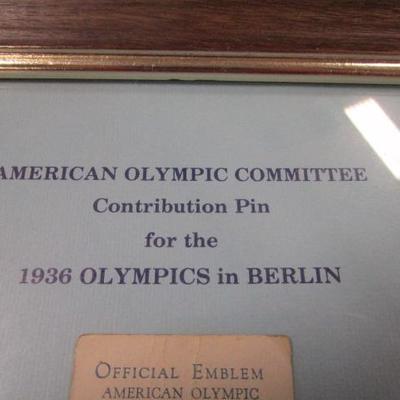 AMERICAN OLYMPIC COMMITTEE
Contribution Pin
for the
1936 OLYMPICS in BERLIN
OFFICIAL EMBLEM
AMERICAN OLYMPIC